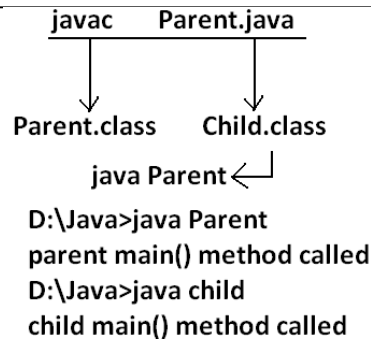 javac Parent.java
Parent.class Child.class
java Parent
D:\Java>java Parent
parent main() method called
D:\Java>java child
child main() method called